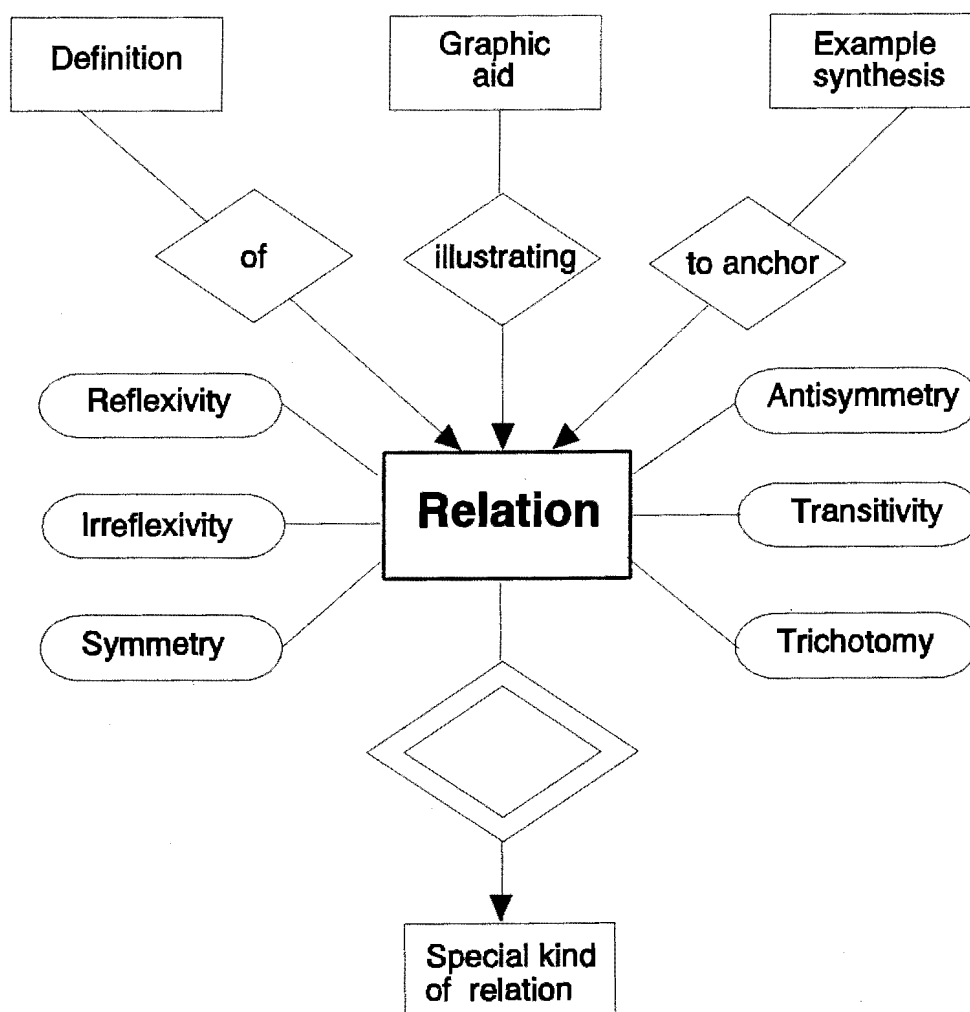 Definition
Graphic
aid
Example
synthesis
of
illustrating
to anchor
Reflexivity
Antisymmetry
Relation
Irreflexivity
Transitivity
Symmetry
Trichotomy
Special kind
of relation